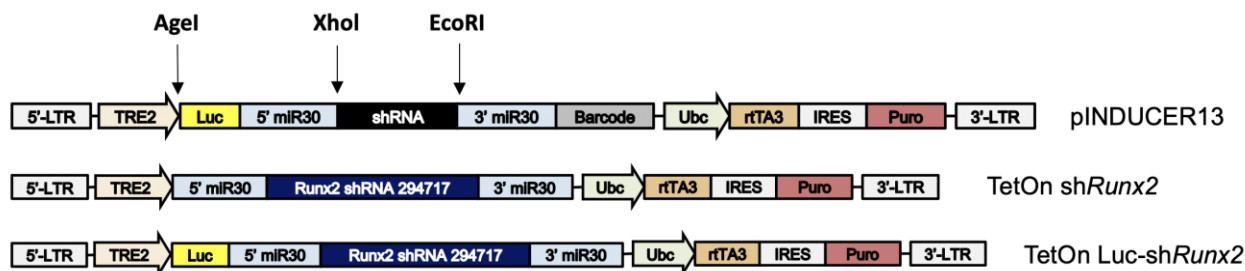 AgeI XhoI EcoRI
5'-LTR TRE2 Luc 5' miR30 shRNA 3' miR30 Barcode Ubc rtTA3 IRES Puro 3'-LTR pINDUCER13
5'-LTR TRE2 5' miR30 Runx2 shRNA 294717 3' miR30 Ubc rtTA3 IRES Puro 3'-LTR TetOn shRunx2
5'-LTR TRE2 Luc 5' miR30 Runx2 shRNA 294717 3' miR30 Ubc rtTA3 IRES Puro 3'-LTR TetOn Luc-shRunx2